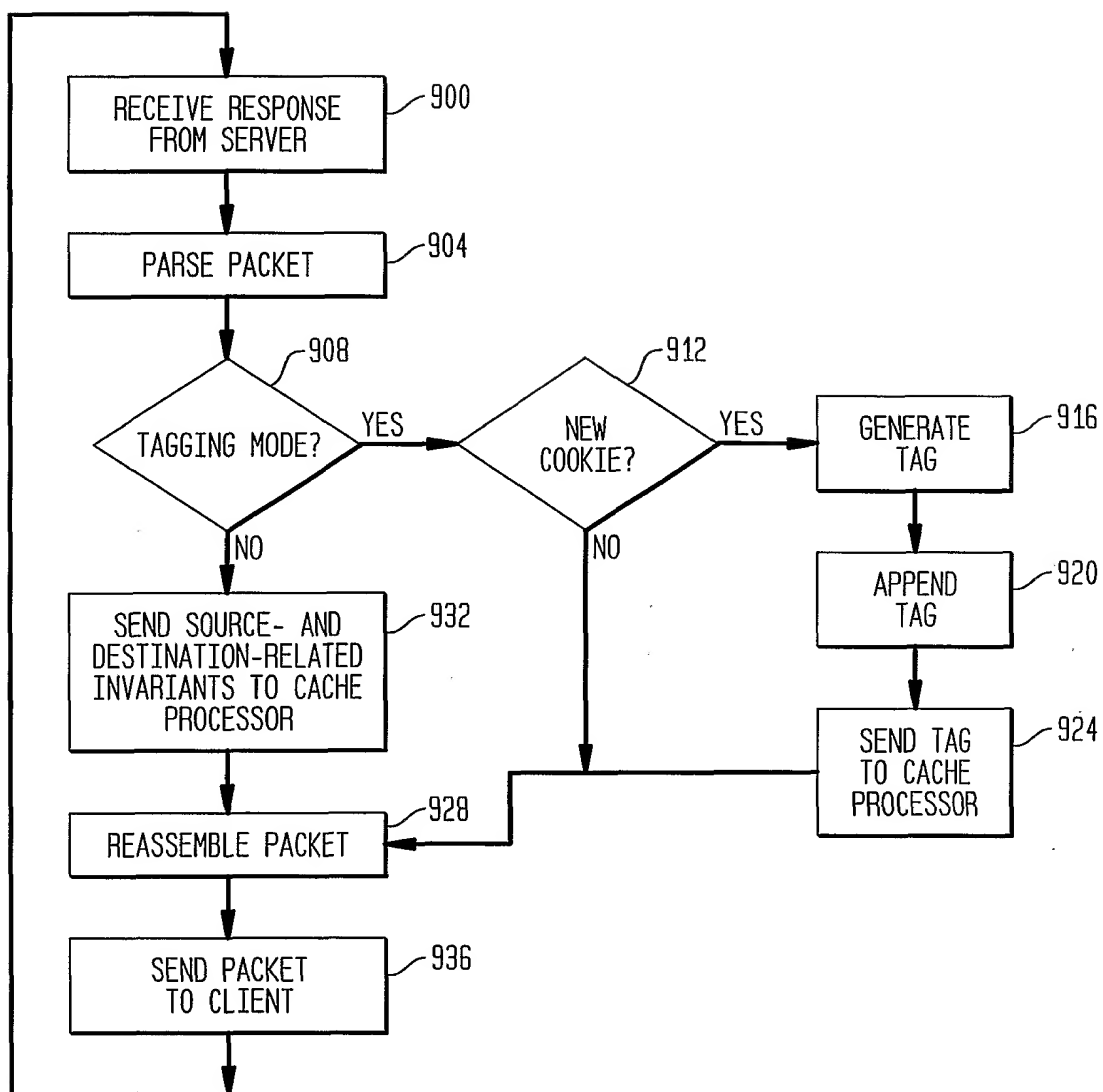 RECEIVE RESPONSE
FROM SERVER
900
PARSE PACKET
904
908
TAGGING MODE?
YES
NO
912
NEW
COOKIE?
YES
NO
GENERATE
TAG
916
APPEND
TAG
920
SEND TAG
TO CACHE
PROCESSOR
924
SEND SOURCE- AND
DESTINATION-RELATED
INVARIANTS TO CACHE
PROCESSOR
932
REASSEMBLE PACKET
928
SEND PACKET
TO CLIENT
936